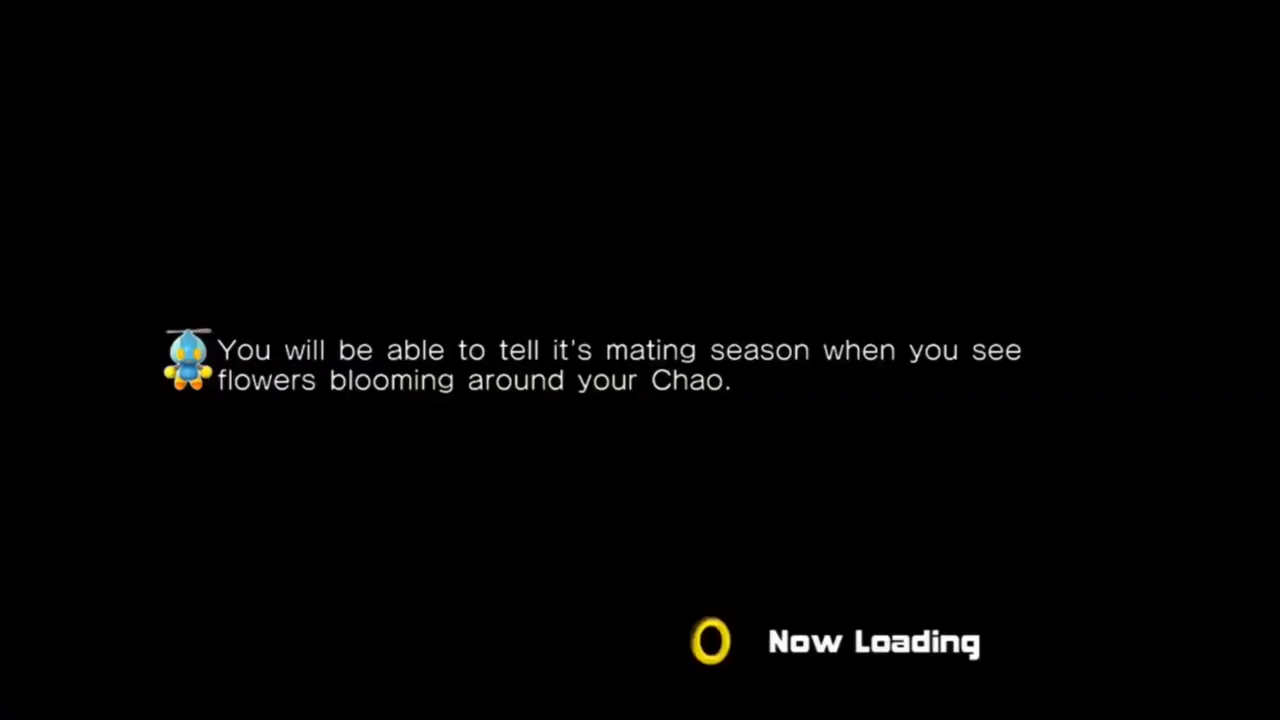 You will be able to tell it's mating season when you see
flowers blooming around your Chao.
Now Loading